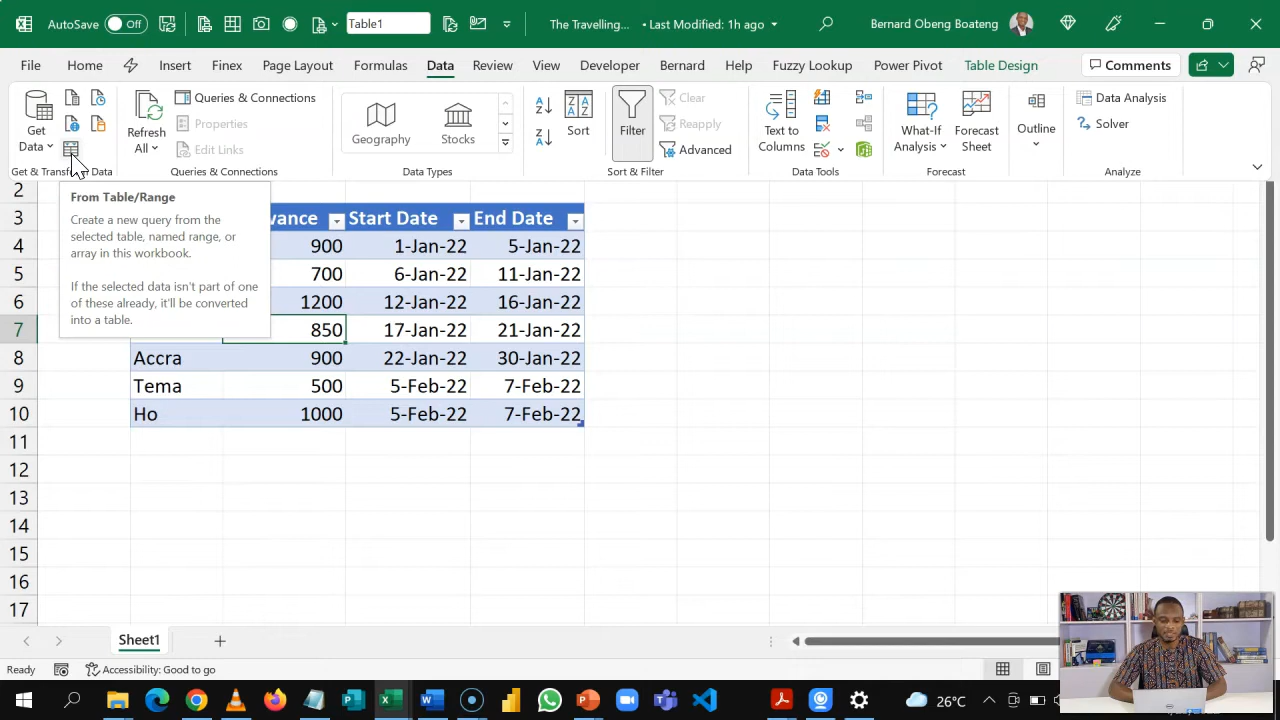 AutoSave Off Table1 The Travelling... • Last Modified: 1h ago Bernard Obeng Boateng
File Home Insert Finex Page Layout Formulas Data Review View Developer Bernard Help Fuzzy Lookup Power Pivot Table Design Comments
Get Data
Refresh All
Queries & Connections
Properties
Edit Links
Geography
Stocks
Sort
Filter
Clear
Reapply
Advanced
Text to Columns
What-If Analysis
Forecast Sheet
Outline
Data Analysis
Solver
Get & Transform Data Queries & Connections Data Types Sort & Filter Data Tools Forecast Analyze
From Table/Range
Create a new query from the
selected table, named range, or
array in this workbook.
If the selected data isn't part of one
of these already, it'll be converted
into a table.
2
3 Start Date End Date
4 900 1-Jan-22 5-Jan-22
5 700 6-Jan-22 11-Jan-22
6 1200 12-Jan-22 16-Jan-22
7 850 17-Jan-22 21-Jan-22
8 Accra 900 22-Jan-22 30-Jan-22
9 Tema 500 5-Feb-22 7-Feb-22
10 Ho 1000 5-Feb-22 7-Feb-22
11
12
13
14
15
16
17
Sheet1
Ready Accessibility: Good to go
26°C